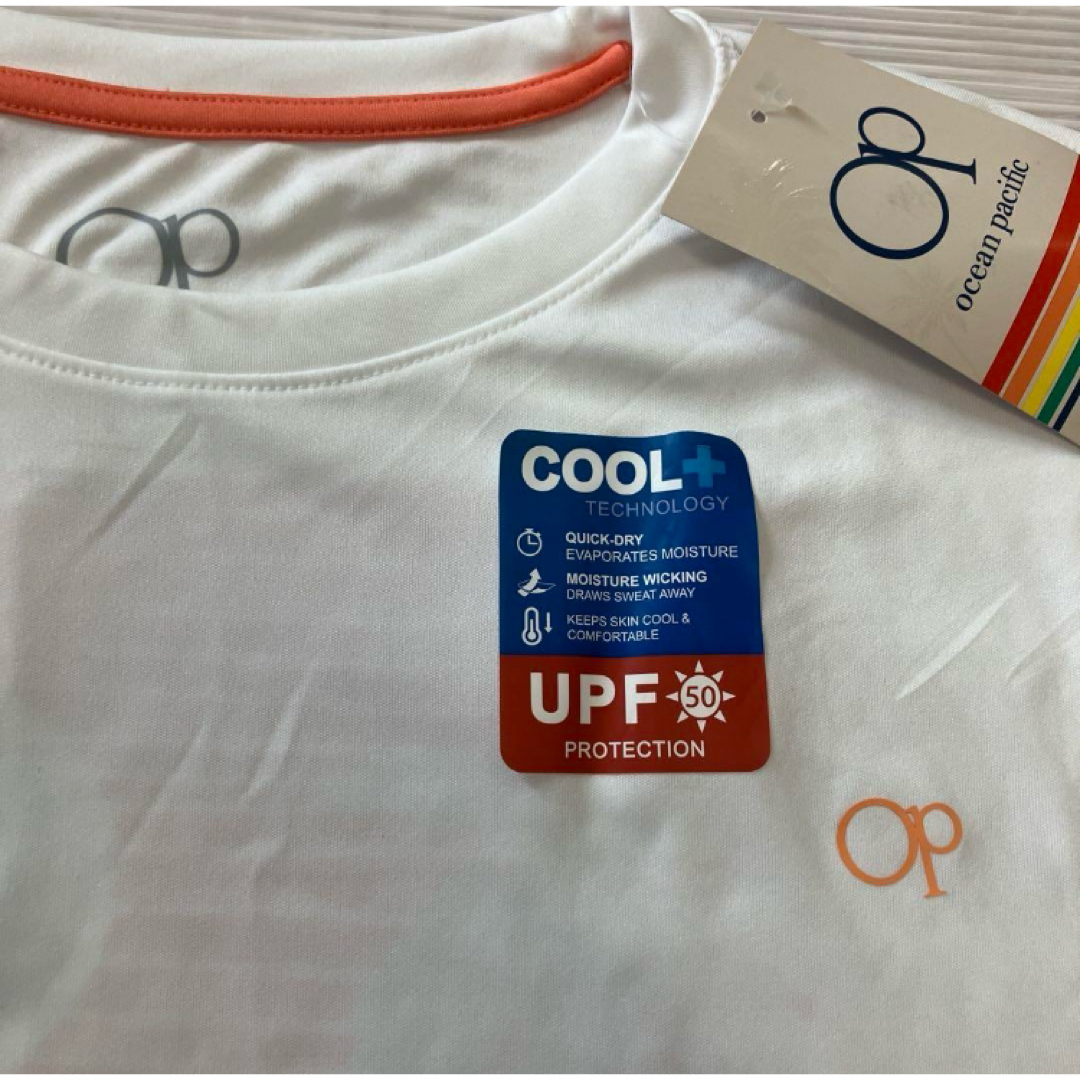 Op
Op
ocean pacific
COOL+
TECHNOLOGY
QUICK-DRY
EVAPORATES MOISTURE
MOISTURE WICKING
DRAWS SWEAT AWAY
KEEPS SKIN COOL &
COMFORTABLE
UPF 50
PROTECTION
Op